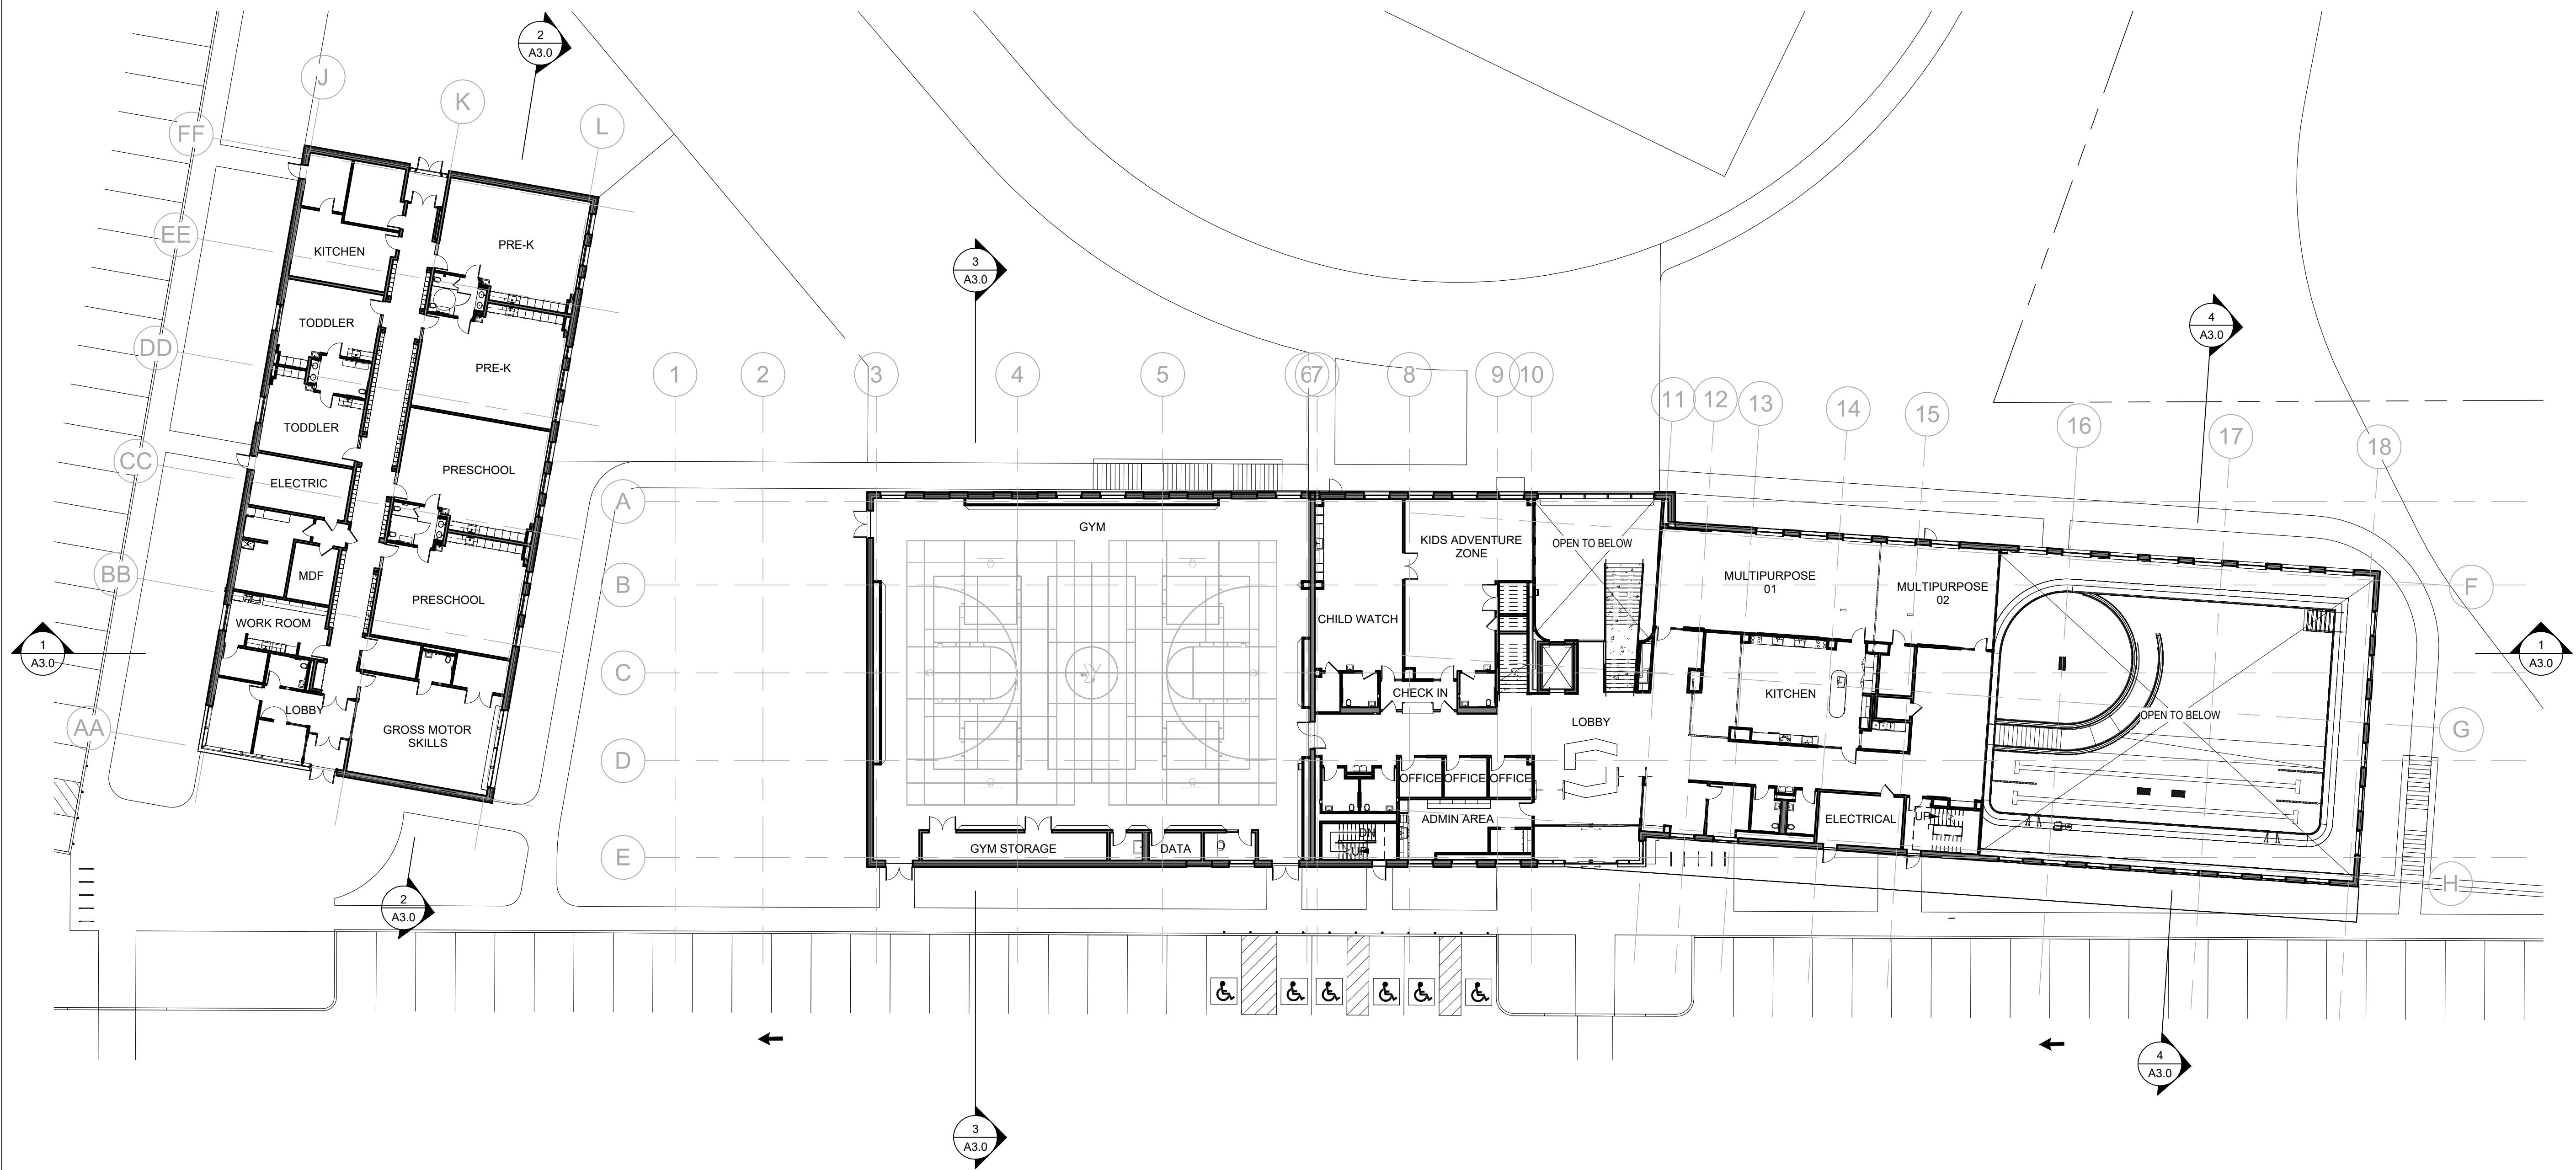 2
A3.0
J
K
L
FF
EE
DD
CC
BB
AA
KITCHEN
PRE-K
TODDLER
PRE-K
TODDLER
PRESCHOOL
ELECTRIC
MDF
PRESCHOOL
WORK ROOM
LOBBY
GROSS MOTOR
SKILLS
1
A3.0
2
A3.0
3
A3.0
4
A3.0
1
2
3
4
5
6
7
8
9
10
11
12
13
14
15
16
17
18
A
B
C
D
E
F
G
H
GYM
KIDS ADVENTURE
ZONE
OPEN TO BELOW
CHILD WATCH
CHECK IN
LOBBY
MULTIPURPOSE
01
MULTIPURPOSE
02
KITCHEN
OPEN TO BELOW
OFFICE
OFFICE
OFFICE
ADMIN AREA
DN
UP
GYM STORAGE
DATA
ELECTRICAL
UP
1
A3.0
3
A3.0
4
A3.0